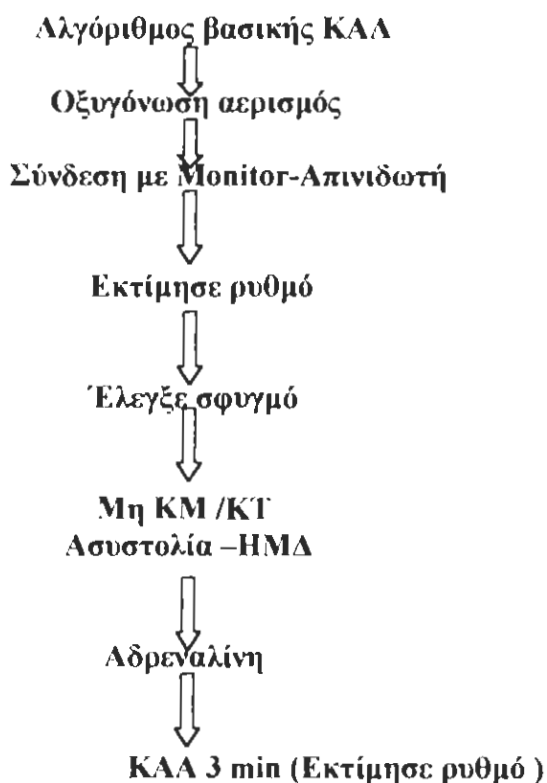 Αλγόριθμος βασικής ΚΑΛ
Οξυγόνωση αερισμός
Σύνδεση με Monitor-Απινιδωτή
Εκτίμησε ρυθμό
Έλεγξε σφυγμό
Μη ΚΜ /ΚΤ
Ασυστολία –ΗΜΔ
Αδρεναλίνη
ΚΑΑ 3 min (Εκτίμησε ρυθμό )